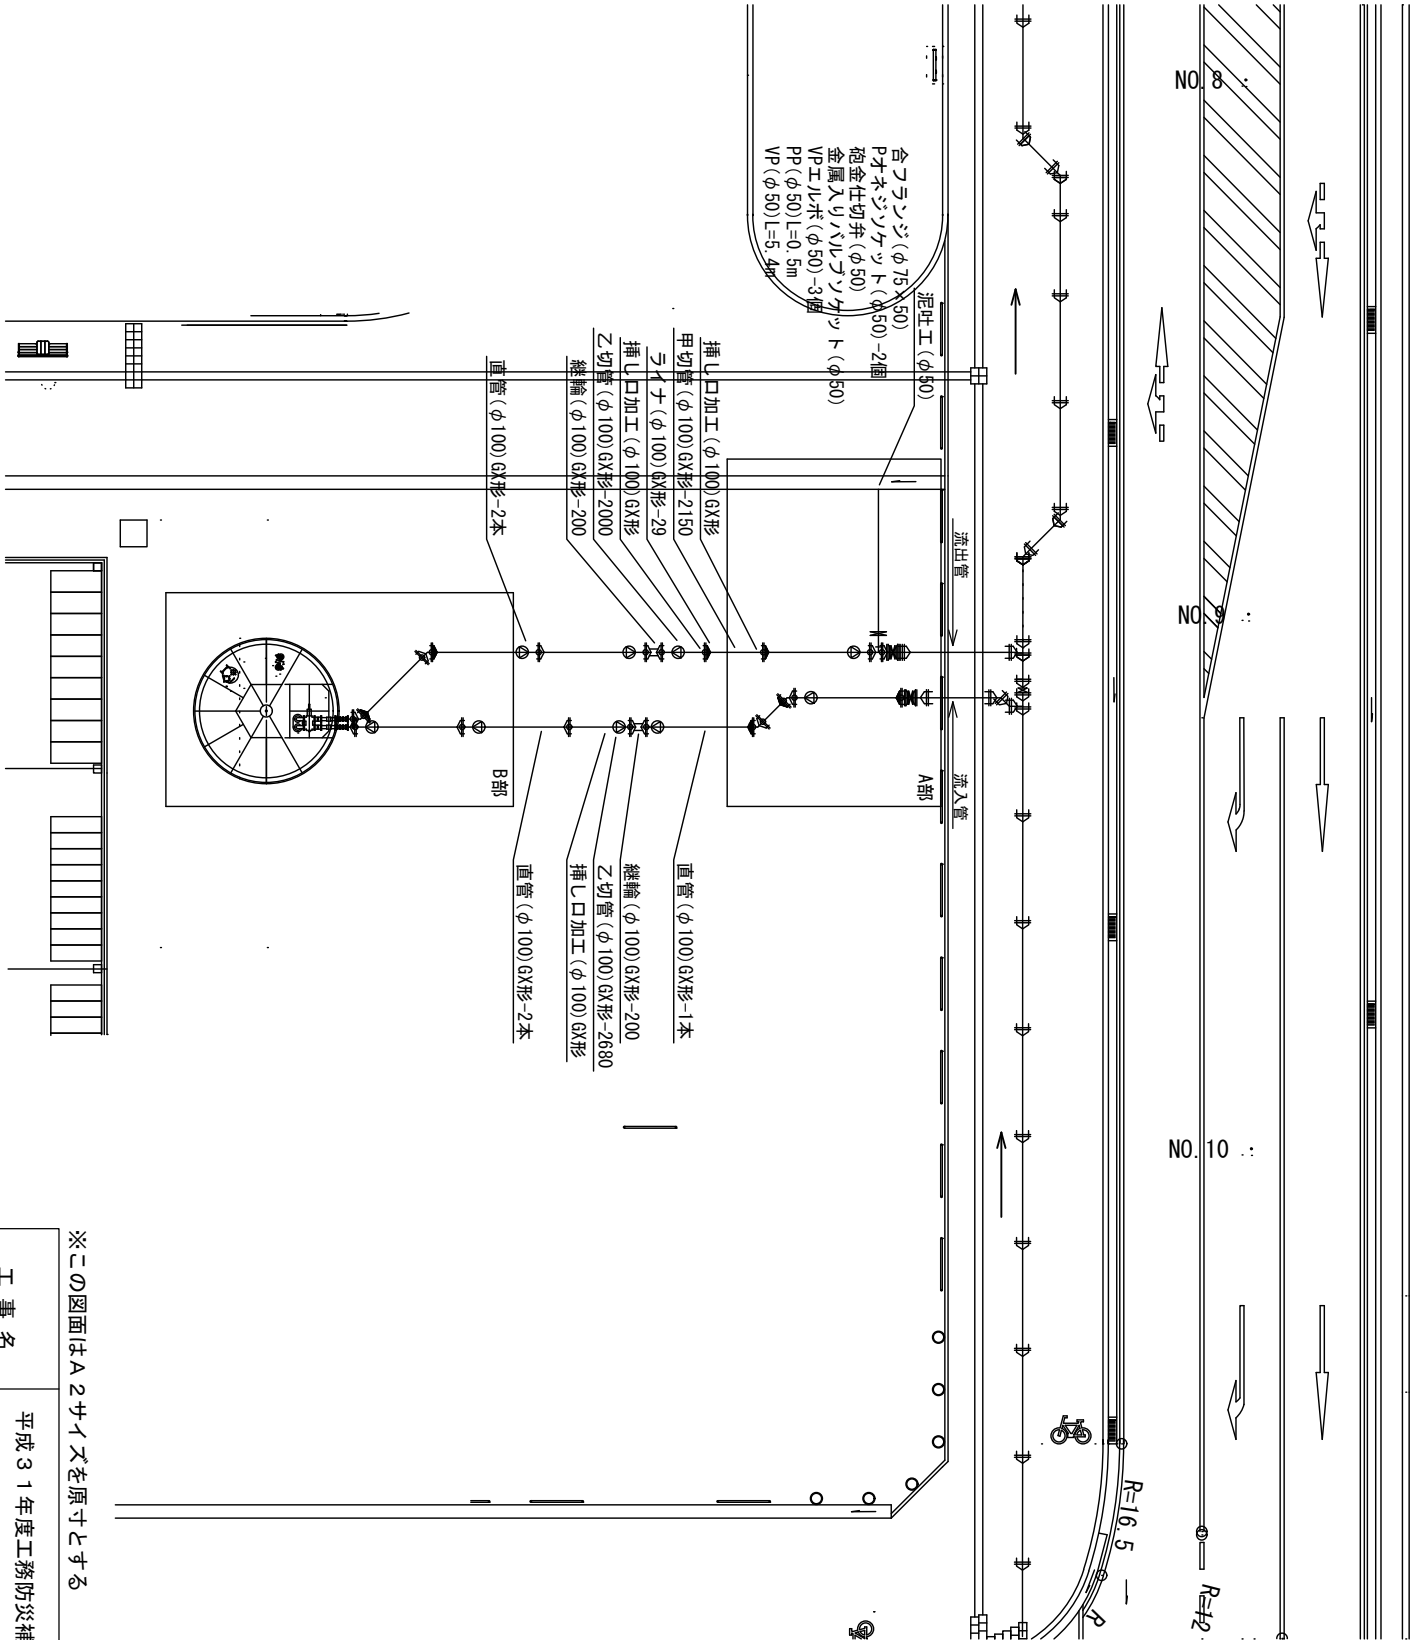 NO.8
合フランジ(φ75×50)
Pオネジソケット(φ50)-2個
砲金仕切弁(φ50)
金属入りバルブソケット(φ50)
VPエルボ(φ50)-3個
PP(φ50)L=0.5m
VP(φ50)L=5.4m
泥吐工(φ50)
挿し口加工(φ100)GX形
甲切管(φ100)GX形-2150
ライナ(φ100)GX形-29
挿し口加工(φ100)GX形
乙切管(φ100)GX形-2000
継輪(φ100)GX形-200
直管(φ100)GX形-2本
流出管
NO.9
流入管
A部
B部
直管(φ100)GX形-1本
継輪(φ100)GX形-200
乙切管(φ100)GX形-2680
挿し口加工(φ100)GX形
直管(φ100)GX形-2本
NO.10
R=16.5
R=12
R
※この図面はA2サイズを原寸とする
工事名
平成31年度工務防災補